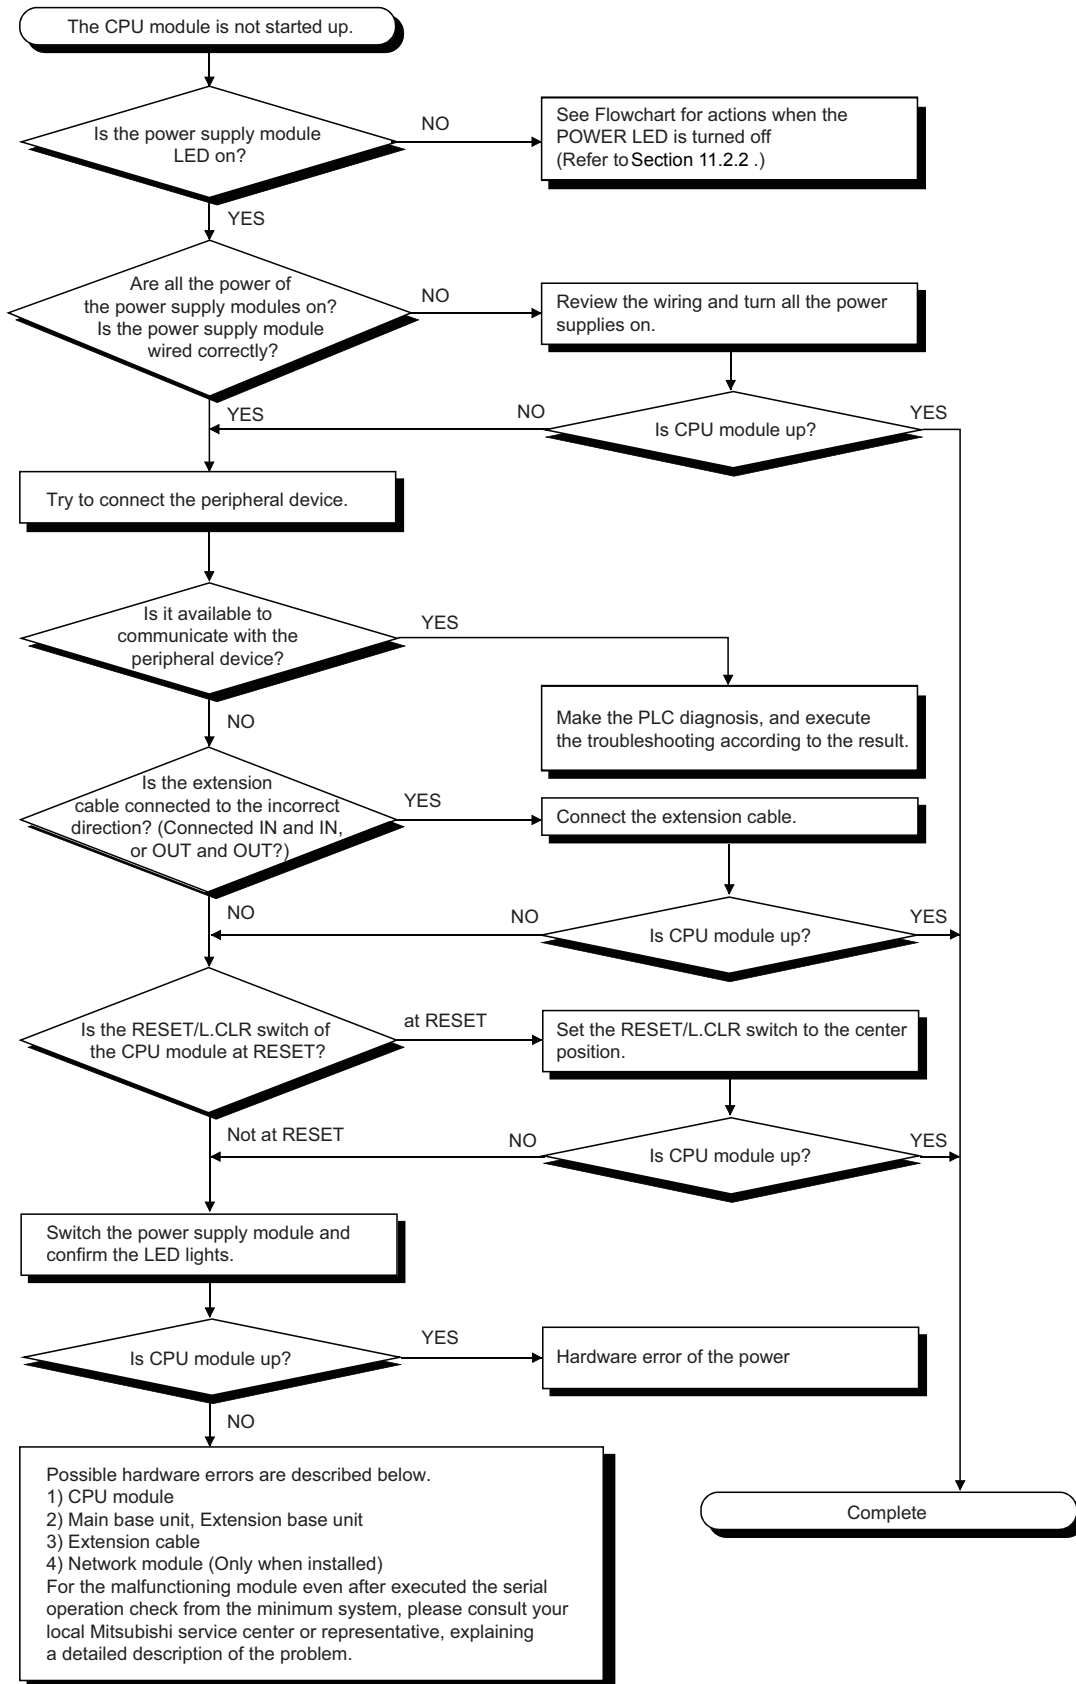 The CPU module is not started up.
Is the power supply module
LED on?
NO
See Flowchart for actions when the
POWER LED is turned off
(Refer to Section 11.2.2 .)
YES
Are all the power of
the power supply modules on?
Is the power supply module
wired correctly?
NO
Review the wiring and turn all the power
supplies on.
YES
NO
Is CPU module up?
YES
Try to connect the peripheral device.
Is it available to
communicate with the
peripheral device?
YES
Make the PLC diagnosis, and execute
the troubleshooting according to the result.
NO
Is the extension
cable connected to the incorrect
direction? (Connected IN and IN,
or OUT and OUT?)
YES
Connect the extension cable.
NO
NO
Is CPU module up?
YES
Is the RESET/L.CLR switch of
the CPU module at RESET?
at RESET
Set the RESET/L.CLR switch to the center
position.
Not at RESET
NO
Is CPU module up?
YES
Switch the power supply module and
confirm the LED lights.
Is CPU module up?
YES
Hardware error of the power
NO
Possible hardware errors are described below.
1) CPU module
2) Main base unit, Extension base unit
3) Extension cable
4) Network module (Only when installed)
For the malfunctioning module even after executed the serial
operation check from the minimum system, please consult your
local Mitsubishi service center or representative, explaining
a detailed description of the problem.
Complete